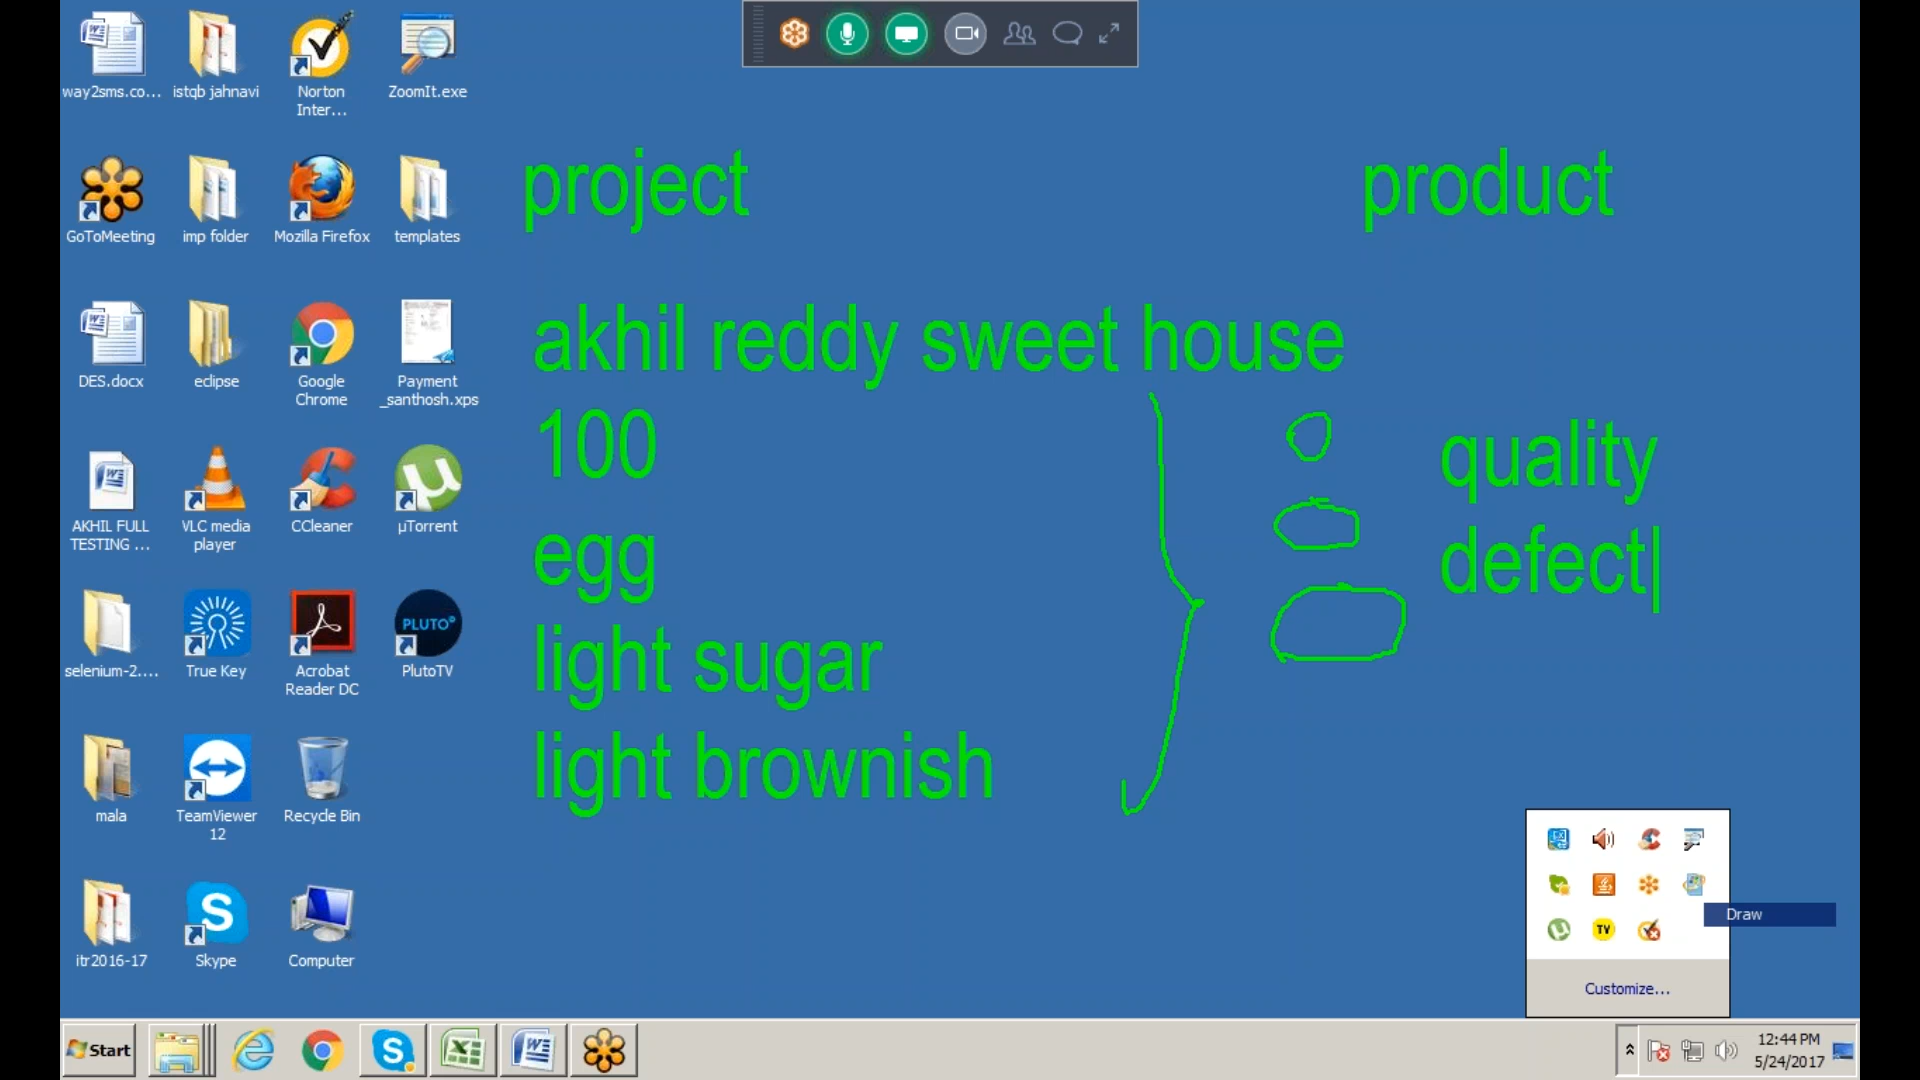 way2sms.co...
istqb jahnavi
Norton
Inter...
ZoomIt.exe
project
product
GoToMeeting
imp folder
Mozilla Firefox
templates
akhil reddy sweet house
DES.docx
eclipse
Google
Chrome
Payment
_santhosh.xps
100
quality
AKHIL FULL
TESTING ...
VLC media
player
CCleaner
µTorrent
egg
defect
PLUTO
selenium-2....
True Key
Acrobat
Reader DC
PlutoTV
light sugar
light brownish
mala
TeamViewer
12
Recycle Bin
itr2016-17
Skype
Computer
TV
Draw
Customize...
Start
12:44 PM
5/24/2017